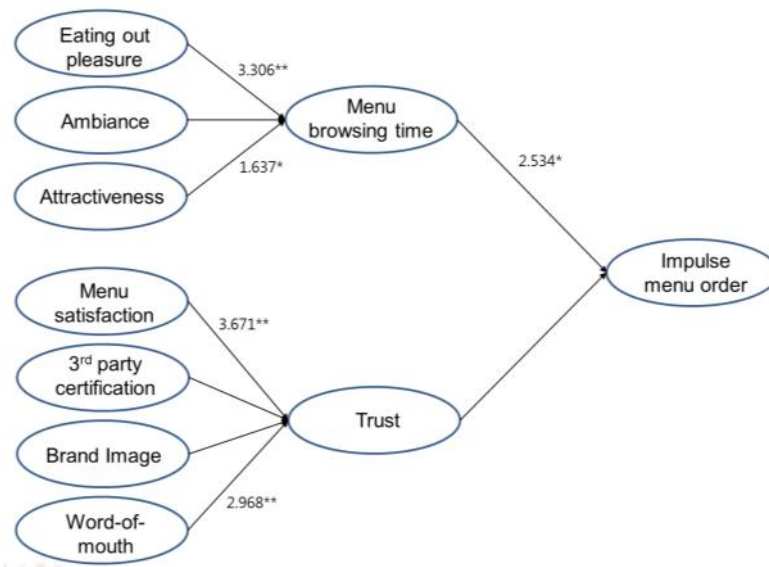 Eating out
pleasure
3.306**
Ambiance
Menu
browsing time
1.637*
Attractiveness
2.534*
Impulse
menu order
Menu
satisfaction
3.671**
3rd party
certification
Trust
Brand Image
2.968**
Word-of-
mouth